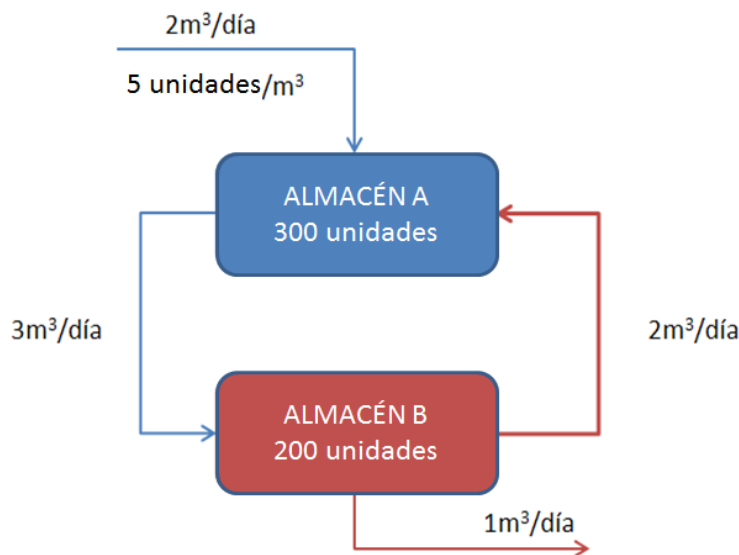 2m³/día
5 unidades/m³
ALMACÉN A
300 unidades
3m³/día
2m³/día
ALMACÉN B
200 unidades
1m³/día